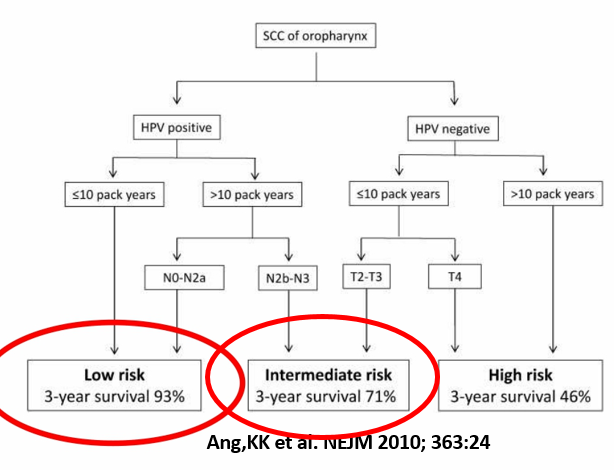 SCC of oropharynx
HPV positive
HPV negative
≤10 pack years
>10 pack years
≤10 pack years
>10 pack years
N0-N2a
N2b-N3
T2-T3
T4
Low risk
3-year survival 93%
Intermediate risk
3-year survival 71%
High risk
3-year survival 46%
Ang,KK et al. NEJM 2010; 363:24